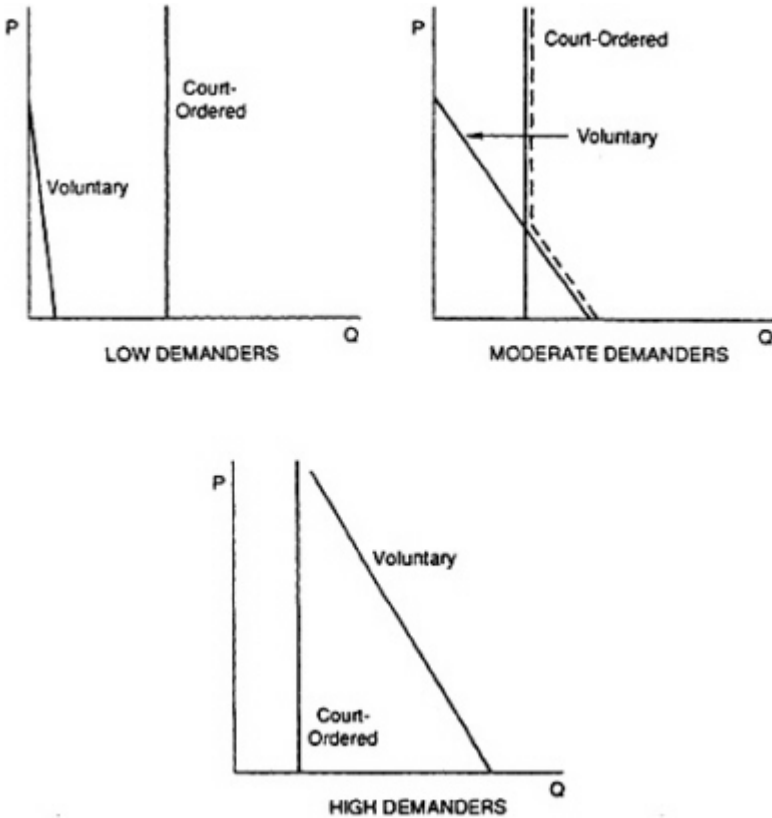 P
Court-
Ordered
Voluntary
Q
LOW DEMANDERS
P
Court-Ordered
Voluntary
Q
MODERATE DEMANDERS
P
Voluntary
Court-
Ordered
Q
HIGH DEMANDERS